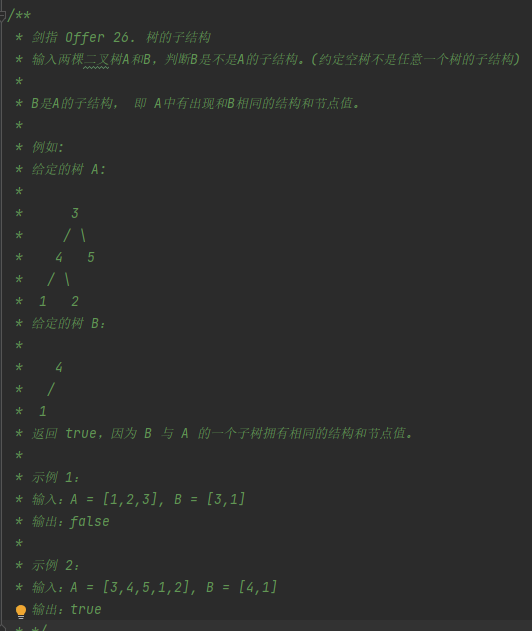 /**
* 剑指 Offer 26. 树的子结构
* 输入两棵二叉树A和B，判断B是不是A的子结构。(约定空树不是任意一个树的子结构)
*
* B是A的子结构， 即 A中有出现和B相同的结构和节点值。
*
* 例如:
* 给定的树 A:
*
*      3
*     / \
*    4   5
*   / \
*  1   2
* 给定的树 B：
*
*    4
*   /
*  1
* 返回 true，因为 B 与 A 的一个子树拥有相同的结构和节点值。
*
* 示例 1：
* 输入：A = [1,2,3], B = [3,1]
* 输出：false
*
* 示例 2：
* 输入：A = [3,4,5,1,2], B = [4,1]
输出：true
* */